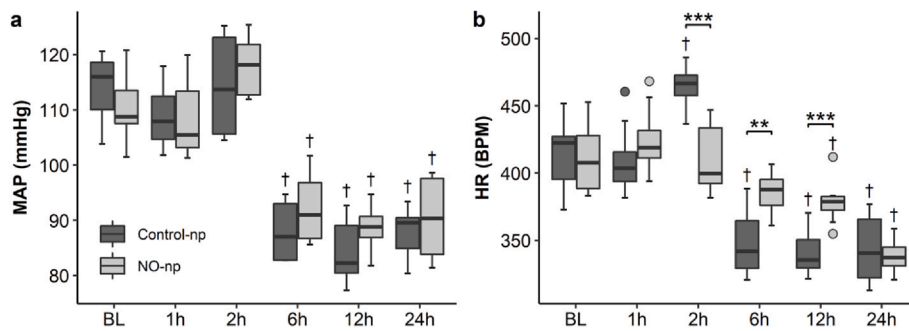 a
MAP (mmHg)
120
110
100
90
80
† † † † † †
Control-np
NO-np
BL 1h 2h 6h 12h 24h
b
HR (BPM)
500
450
400
350
***
†
** ***
† † † † †
BL 1h 2h 6h 12h 24h